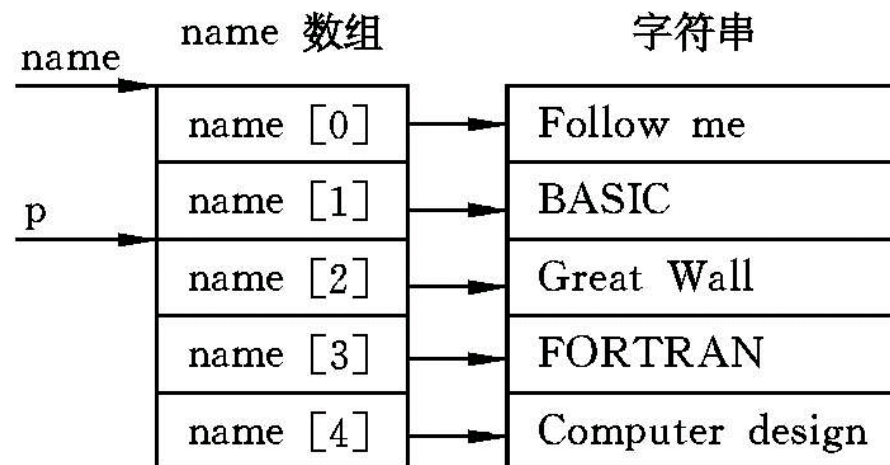 name
name 数组
字符串
name [0]
Follow me
name [1]
BASIC
p
name [2]
Great Wall
name [3]
FORTRAN
name [4]
Computer design